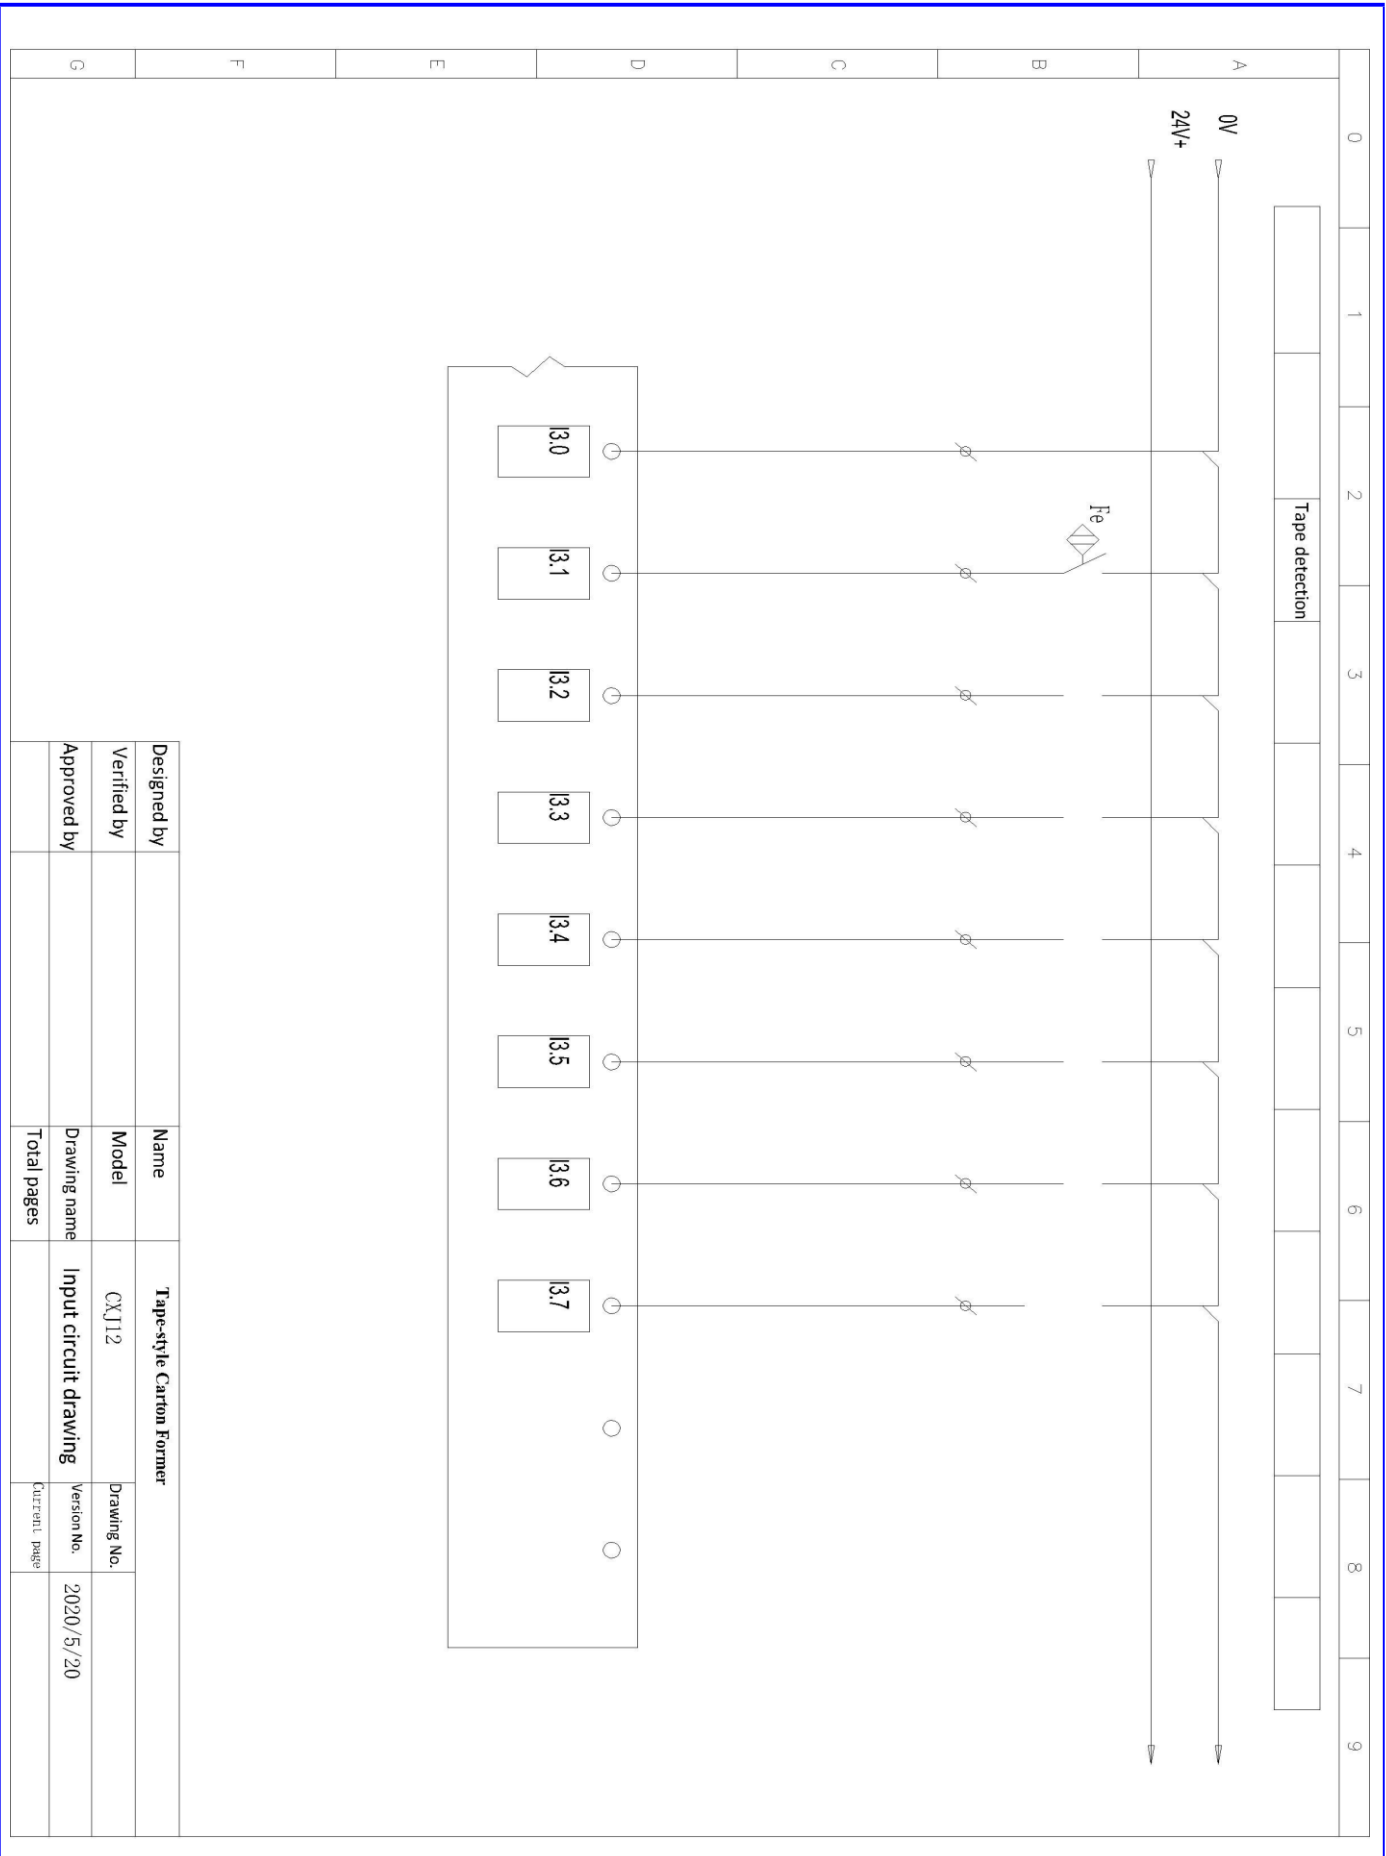 0 1 2 3 4 5 6 7 8 9
A
B
C
D
E
F
G
Tape detection
0V
24V+
Fe
I3.0 I3.1 I3.2 I3.3 I3.4 I3.5 I3.6 I3.7
Designed by
Name
Tape-style Carton Former
Verified by
Model
CXJ12
Drawing No.
Approved by
Drawing name
Input circuit drawing
Version No.
2020/5/20
Total pages
Current page